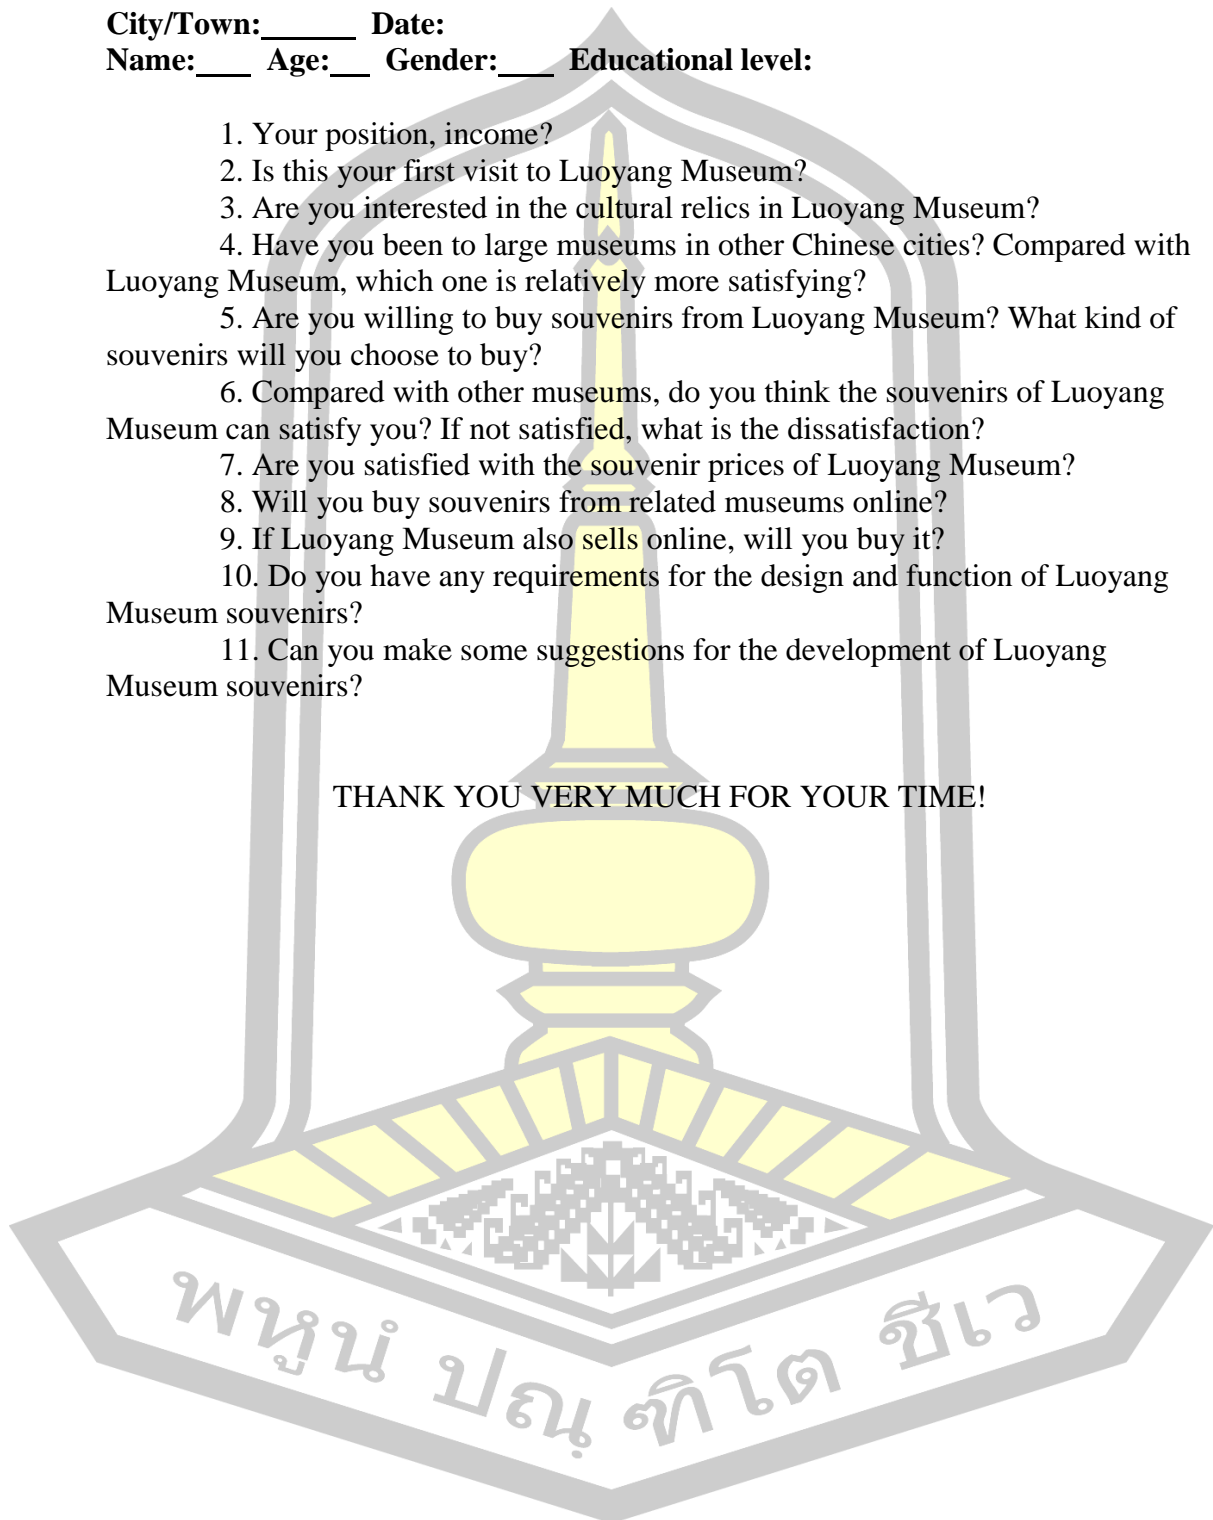 City/Town:______ Date:
Name:___ Age:__ Gender:___ Educational level:
1. Your position, income?
2. Is this your first visit to Luoyang Museum?
3. Are you interested in the cultural relics in Luoyang Museum?
4. Have you been to large museums in other Chinese cities? Compared with
Luoyang Museum, which one is relatively more satisfying?
5. Are you willing to buy souvenirs from Luoyang Museum? What kind of
souvenirs will you choose to buy?
6. Compared with other museums, do you think the souvenirs of Luoyang
Museum can satisfy you? If not satisfied, what is the dissatisfaction?
7. Are you satisfied with the souvenir prices of Luoyang Museum?
8. Will you buy souvenirs from related museums online?
9. If Luoyang Museum also sells online, will you buy it?
10. Do you have any requirements for the design and function of Luoyang
Museum souvenirs?
11. Can you make some suggestions for the development of Luoyang
Museum souvenirs?
THANK YOU VERY MUCH FOR YOUR TIME!
พหูนํ ปณฺ ฑิโต ชีเว